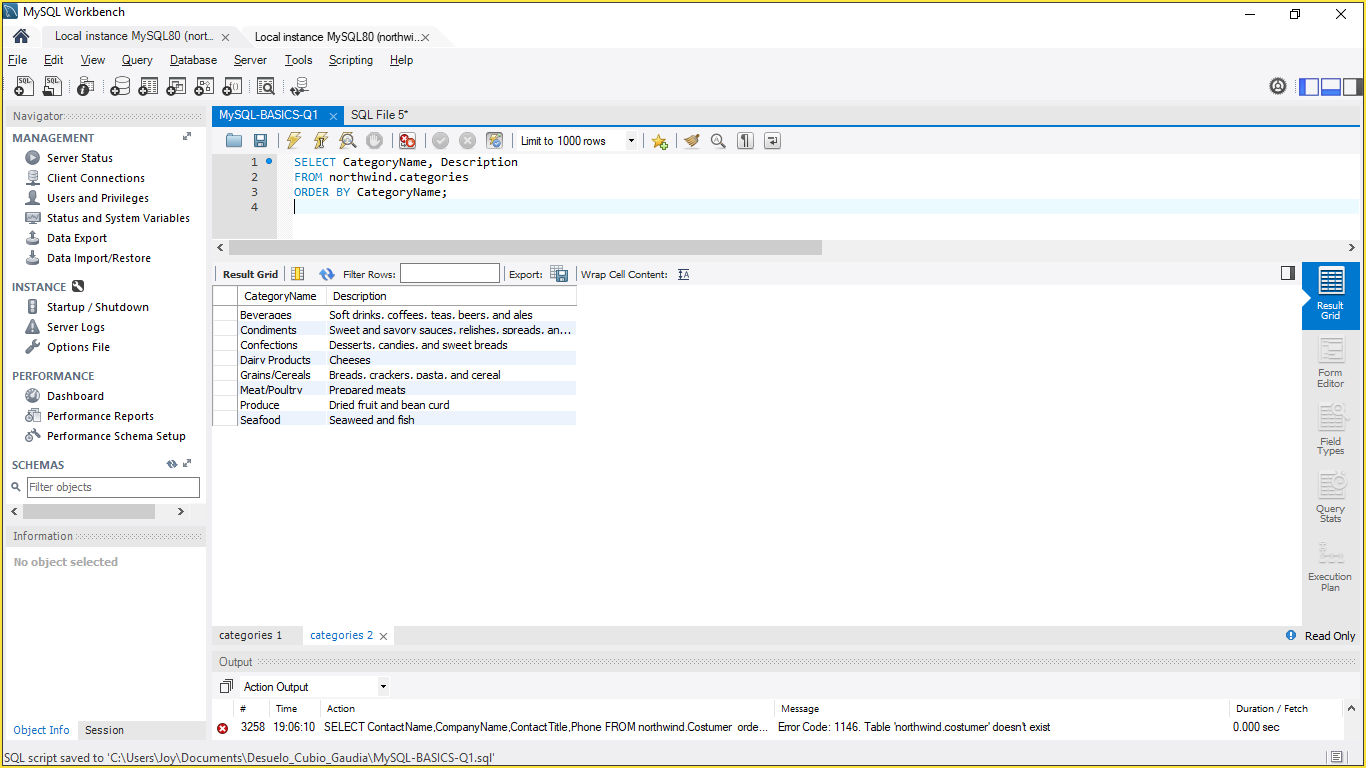 MySQL Workbench
Local instance MySQL80 (nort... Local instance MySQL80 (northwi...
File Edit View Query Database Server Tools Scripting Help
Navigator
MANAGEMENT
Server Status
Client Connections
Users and Privileges
Status and System Variables
Data Export
Data Import/Restore
INSTANCE
Startup / Shutdown
Server Logs
Options File
PERFORMANCE
Dashboard
Performance Reports
Performance Schema Setup
SCHEMAS
Filter objects
Information
No object selected
Object Info Session
MySQL-BASICS-Q1 SQL File 5*
Limit to 1000 rows
1 SELECT CategoryName, Description
2 FROM northwind.categories
3 ORDER BY CategoryName;
4
Result Grid Filter Rows: Export: Wrap Cell Content:
CategoryName Description
Beverages Soft drinks, coffees, teas, beers, and ales
Condiments Sweet and savory sauces, relishes, spreads, an...
Confections Desserts, candies, and sweet breads
Dairy Products Cheeses
Grains/Cereals Breads, crackers, pasta, and cereal
Meat/Poultry Prepared meats
Produce Dried fruit and bean curd
Seafood Seaweed and fish
Result
Grid
Form
Editor
Field
Types
Query
Stats
Execution
Plan
categories 1 categories 2 Read Only
Output
Action Output
# Time Action Message Duration / Fetch
3258 19:06:10 SELECT ContactName,CompanyName,ContactTitle,Phone FROM northwind.Costumer orde... Error Code: 1146. Table 'northwind.costumer' doesn't exist 0.000 sec
SQL script saved to 'C:\Users\Joy\Documents\Desuelo_Cubio_Gaudia\MySQL-BASICS-Q1.sql'